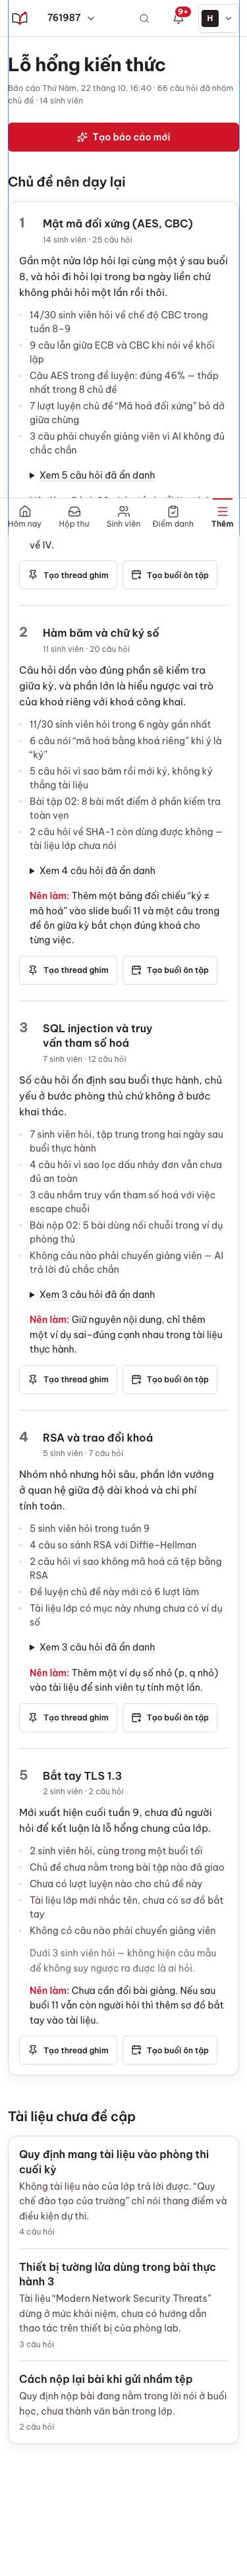 761987
9+
H
Lỗ hổng kiến thức
Báo cáo Thứ Năm, 22 tháng 10, 16:40 · 66 câu hỏi đã nhóm
chủ đề · 14 sinh viên
Tạo báo cáo mới
Chủ đề nên dạy lại
1 Mật mã đối xứng (AES, CBC)
14 sinh viên · 25 câu hỏi
Gần một nửa lớp hỏi lại cùng một ý sau buổi
8, và hỏi đi hỏi lại trong ba ngày liền chứ
không phải hỏi một lần rồi thôi.
14/30 sinh viên hỏi về chế độ CBC trong
tuần 8–9
9 câu lẫn giữa ECB và CBC khi nói về khối
lặp
Câu AES trong đề luyện: đúng 46% — thấp
nhất trong 8 chủ đề
7 lượt luyện chủ đề “Mã hoá đối xứng” bỏ dở
giữa chừng
3 câu phải chuyển giảng viên vì AI không đủ
chắc chắn
Xem 5 câu hỏi đã ẩn danh
Hôm nay
Hộp thư
Sinh viên
Điểm danh
Thêm
về IV.
Tạo thread ghim
Tạo buổi ôn tập
2 Hàm băm và chữ ký số
11 sinh viên · 20 câu hỏi
Câu hỏi dồn vào đúng phần sẽ kiểm tra
giữa kỳ, và phần lớn là hiểu ngược vai trò
của khoá riêng với khoá công khai.
11/30 sinh viên hỏi trong 6 ngày gần nhất
6 câu nói “mã hoá bằng khoá riêng” khi ý là
“ký”
5 câu hỏi vì sao băm rồi mới ký, không ký
thẳng tài liệu
Bài tập 02: 8 bài mất điểm ở phần kiểm tra
toàn vẹn
2 câu hỏi về SHA-1 còn dùng được không —
tài liệu lớp chưa nói
Xem 4 câu hỏi đã ẩn danh
Nên làm: Thêm một bảng đối chiếu “ký ≠
mã hoá” vào slide buổi 11 và một câu trong
đề ôn giữa kỳ bắt chọn đúng khoá cho
từng việc.
Tạo thread ghim
Tạo buổi ôn tập
3 SQL injection và truy
vấn tham số hoá
7 sinh viên · 12 câu hỏi
Số câu hỏi ổn định sau buổi thực hành, chủ
yếu ở bước phòng thủ chứ không ở bước
khai thác.
7 sinh viên hỏi, tập trung trong hai ngày sau
buổi thực hành
4 câu hỏi vì sao lọc dấu nháy đơn vẫn chưa
đủ an toàn
3 câu nhầm truy vấn tham số hoá với việc
escape chuỗi
Bài nộp 02: 5 bài dùng nối chuỗi trong ví dụ
phòng thủ
Không câu nào phải chuyển giảng viên — AI
trả lời đủ chắc chắn
Xem 3 câu hỏi đã ẩn danh
Nên làm: Giữ nguyên nội dung, chỉ thêm
một ví dụ sai–đúng cạnh nhau trong tài liệu
thực hành.
Tạo thread ghim
Tạo buổi ôn tập
4 RSA và trao đổi khoá
5 sinh viên · 7 câu hỏi
Nhóm nhỏ nhưng hỏi sâu, phần lớn vướng
ở quan hệ giữa độ dài khoá và chi phí
tính toán.
5 sinh viên hỏi trong tuần 9
4 câu so sánh RSA với Diffie–Hellman
2 câu hỏi vì sao không mã hoá cả tệp bằng
RSA
Đề luyện chủ đề này mới có 6 lượt làm
Tài liệu lớp có mục này nhưng chưa có ví dụ
số
Xem 3 câu hỏi đã ẩn danh
Nên làm: Thêm một ví dụ số nhỏ (p, q nhỏ)
vào tài liệu để sinh viên tự tính một lần.
Tạo thread ghim
Tạo buổi ôn tập
5 Bắt tay TLS 1.3
2 sinh viên · 2 câu hỏi
Mới xuất hiện cuối tuần 9, chưa đủ người
hỏi để kết luận là lỗ hổng chung của lớp.
2 sinh viên hỏi, cùng trong một buổi tối
Chủ đề chưa nằm trong bài tập nào đã giao
Chưa có lượt luyện nào cho chủ đề này
Tài liệu lớp mới nhắc tên, chưa có sơ đồ bắt
tay
Không có câu nào phải chuyển giảng viên
Dưới 3 sinh viên hỏi — không hiện câu mẫu
để không suy ngược ra được là ai hỏi.
Nên làm: Chưa cần đổi bài giảng. Nếu sau
buổi 11 vẫn còn người hỏi thì thêm sơ đồ bắt
tay vào tài liệu.
Tạo thread ghim
Tạo buổi ôn tập
Tài liệu chưa đề cập
Quy định mang tài liệu vào phòng thi
cuối kỳ
Không tài liệu nào của lớp trả lời được. “Quy
chế đào tạo của trường” chỉ nói thang điểm và
điều kiện dự thi.
4 câu hỏi
Thiết bị tường lửa dùng trong bài thực
hành 3
Tài liệu “Modern Network Security Threats”
dừng ở mức khái niệm, chưa có hướng dẫn
thao tác trên thiết bị của phòng lab.
3 câu hỏi
Cách nộp lại bài khi gửi nhầm tệp
Quy định nộp bài đang nằm trong lời nói ở buổi
học, chưa thành văn bản trong lớp.
2 câu hỏi